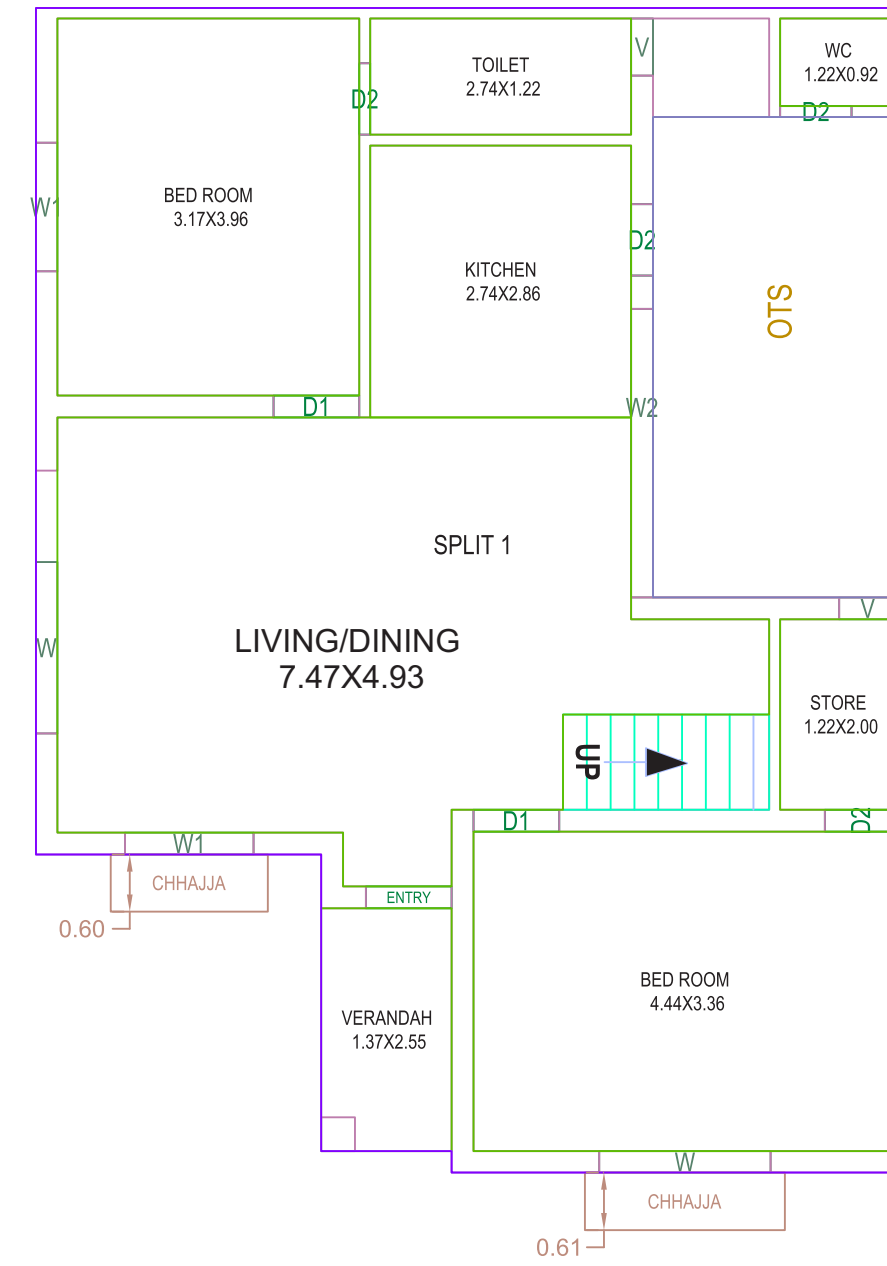 V
WC
1.22X0.92
TOILET
2.74X1.22
D2
D2
BED ROOM
3.17X3.96
W1
D2
KITCHEN
2.74X2.86
OTS
D1
W2
SPLIT 1
LIVING/DINING
7.47X4.93
W
V
STORE
1.22X2.00
UP
D1
D2
W1
CHHAJJA
0.60
ENTRY
BED ROOM
4.44X3.36
VERANDAH
1.37X2.55
W
CHHAJJA
0.61